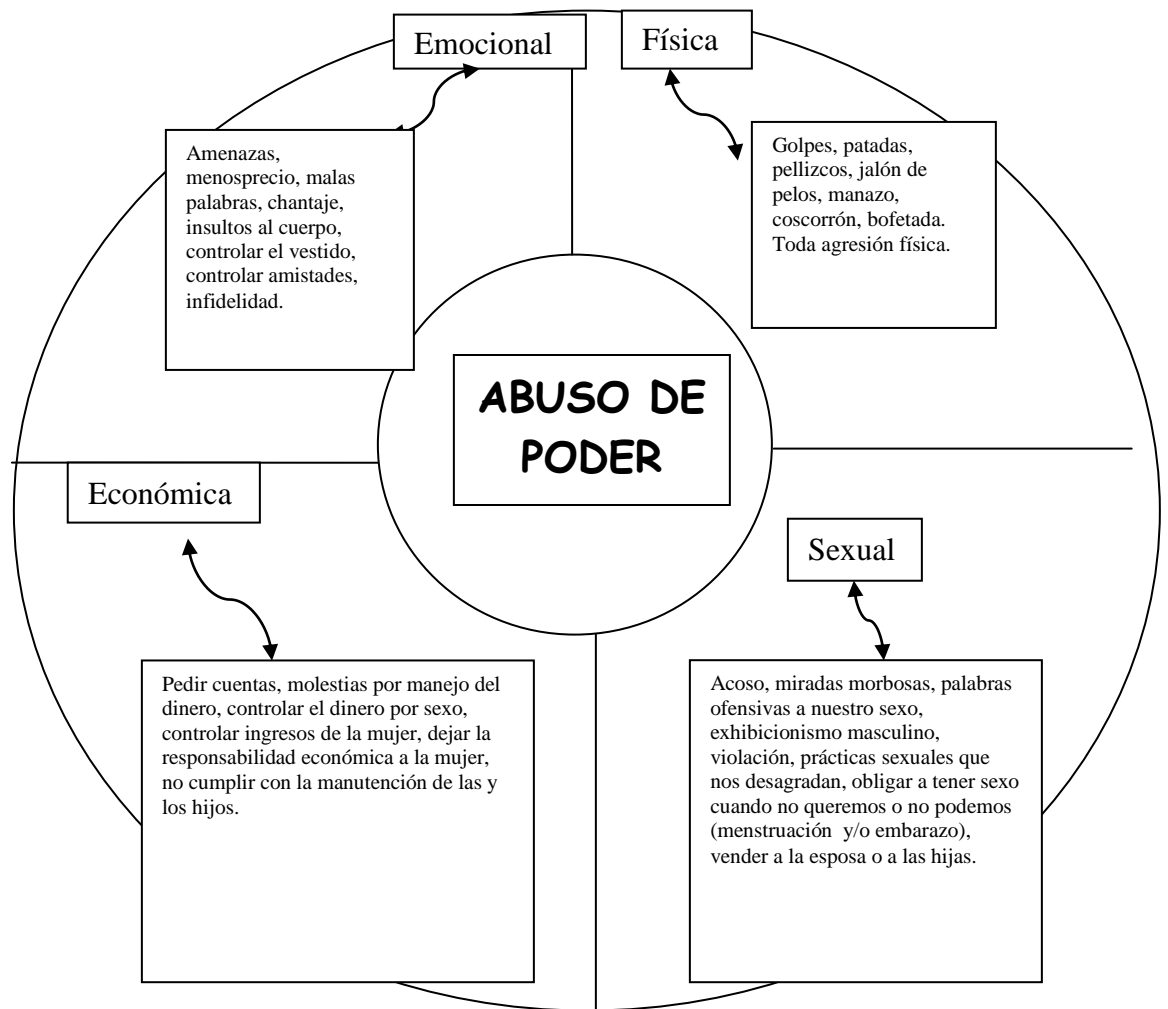 Emocional
Amenazas,
menosprecio, malas
palabras, chantaje,
insultos al cuerpo,
controlar el vestido,
controlar amistades,
infidelidad.
Física
Golpes, patadas,
pellizcos, jalón de
pelos, manazo,
coscorrón, bofetada.
Toda agresión física.
ABUSO DE
PODER
Económica
Pedir cuentas, molestias por manejo del
dinero, controlar el dinero por sexo,
controlar ingresos de la mujer, dejar la
responsabilidad económica a la mujer,
no cumplir con la manutención de las y
los hijos.
Sexual
Acoso, miradas morbosas, palabras
ofensivas a nuestro sexo,
exhibicionismo masculino,
violación, prácticas sexuales que
nos desagradan, obligar a tener sexo
cuando no queremos o no podemos
(menstruación  y/o embarazo),
vender a la esposa o a las hijas.